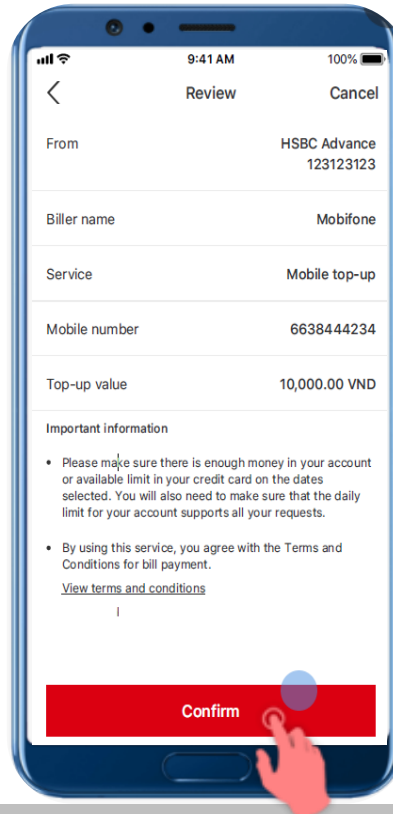 9:41 AM 100%
Review Cancel
From HSBC Advance
123123123
Biller name Mobifone
Service Mobile top-up
Mobile number 6638444234
Top-up value 10,000.00 VND
Important information
• Please make sure there is enough money in your account
or available limit in your credit card on the dates
selected. You will also need to make sure that the daily
limit for your account supports all your requests.
• By using this service, you agree with the Terms and
Conditions for bill payment.
View terms and conditions
Confirm